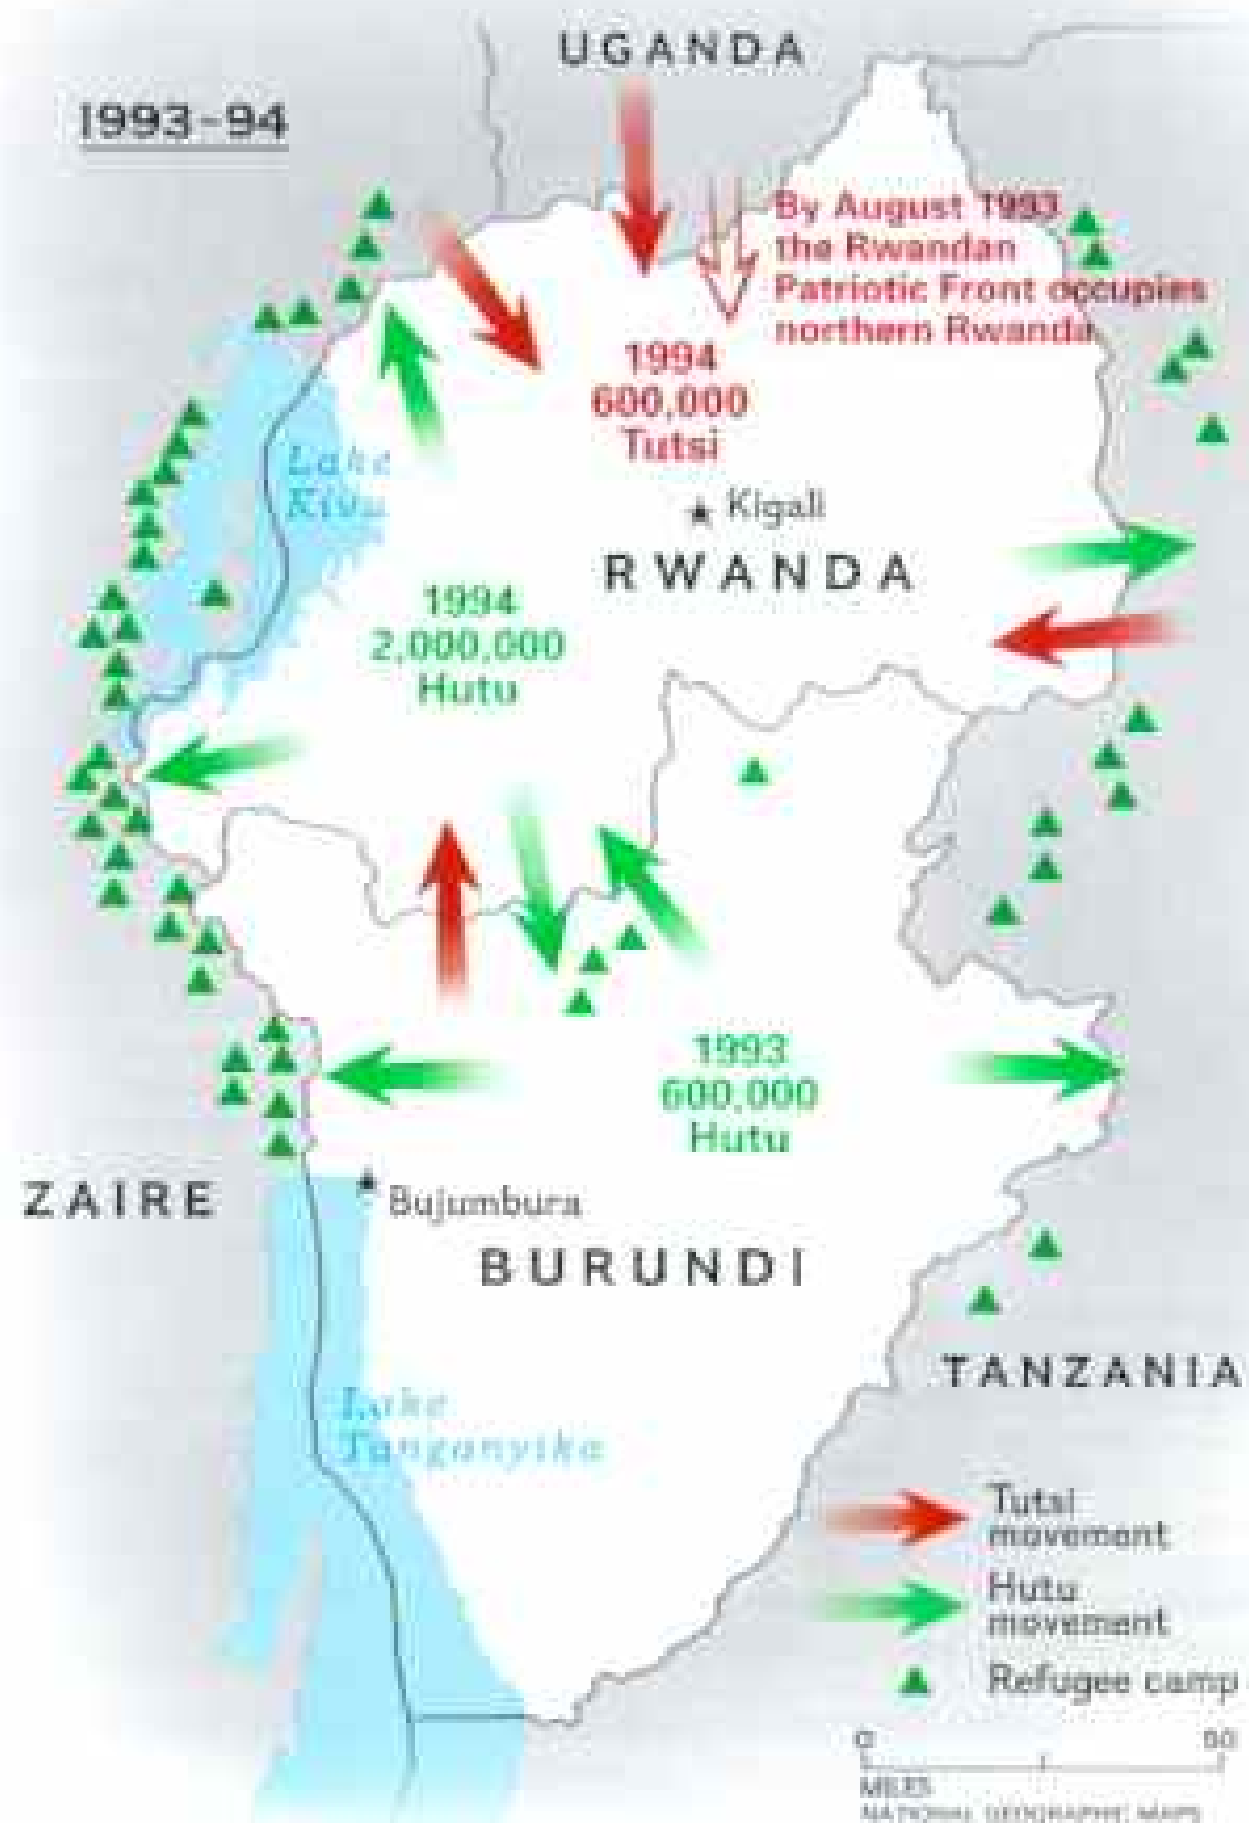 UGANDA
1993-94
By August 1993
the Rwandan
Patriotic Front occupies
northern Rwanda
1994
600,000
Tutsi
Lake
Kivu
Kigali
RWANDA
1994
2,000,000
Hutu
1993
600,000
Hutu
ZAIRE
Bujumbura
BURUNDI
TANZANIA
Lake
Tanganyika
Tutsi
movement
Hutu
movement
Refugee camp
0 50
MILES
NATIONAL GEOGRAPHIC MAPS